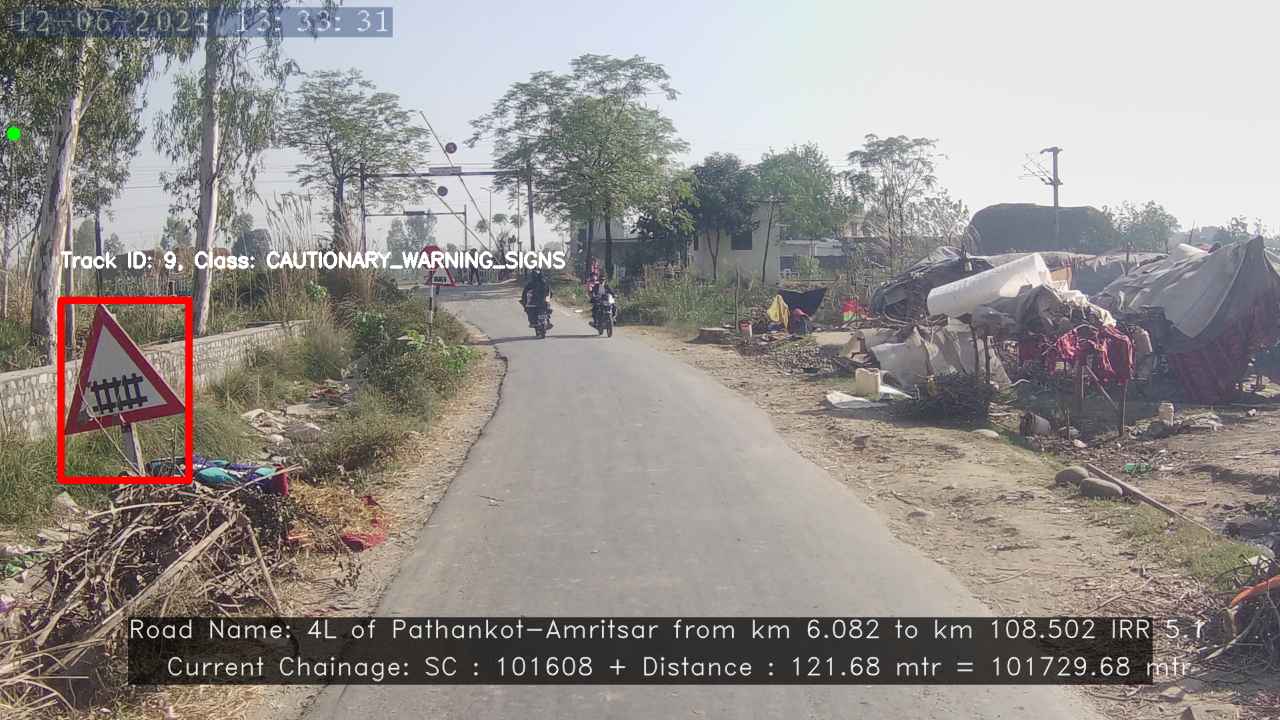 12-06-2024 13:33:31
Track ID: 9, Class: CAUTIONARY_WARNING_SIGNS
Road Name: 4L of Pathankot-Amritsar from km 6.082 to km 108.502 IRR 5.1
Current Chainage: SC : 101608 + Distance : 121.68 mtr = 101729.68 mtr